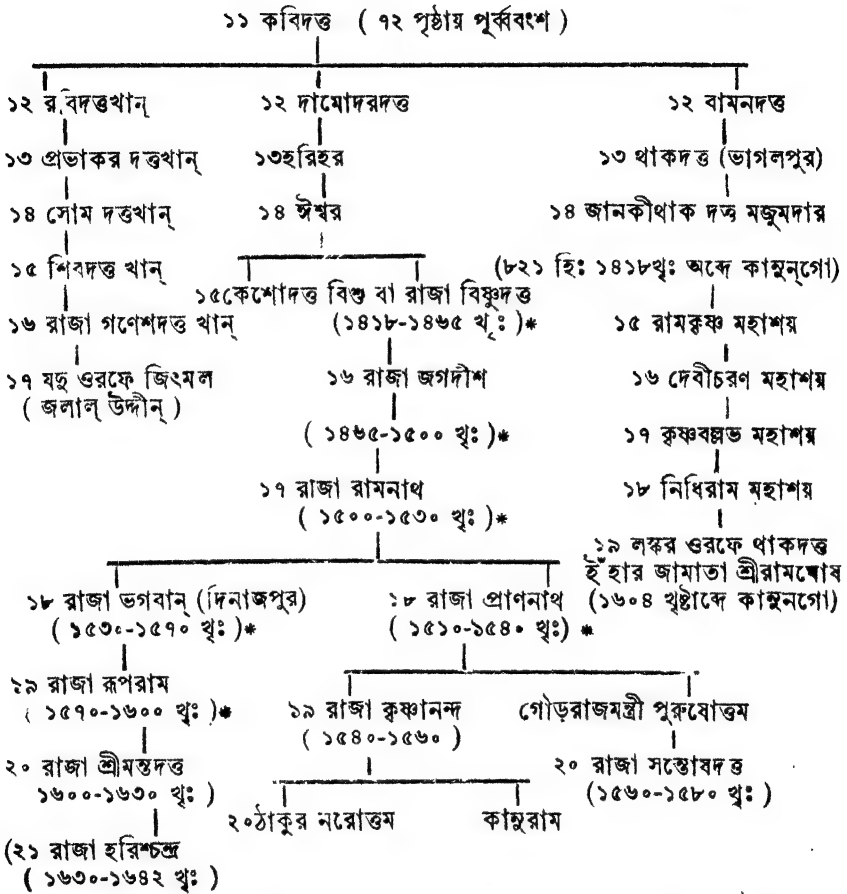 ১১ কবিদত্ত ( ৭২ পৃষ্ঠায় পূর্ব্ববংশ )
১২ রবিদত্তখান্ ১২ দামোদরদত্ত ১২ বামনদত্ত
১৩ প্রভাকর দত্তখান্ ১৩হরিহর ১৩ থাকদত্ত (ভাগলপুর)
১৪ সোম দত্তখান্ ১৪ ঈশ্বর ১৪ জানকীথাক দত্ত মজুমদার
১৫ শিবদত্ত খান্ (৮২১ হিঃ ১৪১৮খৃঃ অব্দে কানুন্‌গো)
১৫কেশোদত্ত বিশু বা রাজা বিষ্ণুদত্ত
১৬ রাজা গণেশদত্ত খান্ (১৪১৮-১৪৬৫ খৃঃ)* ১৫ রামকৃষ্ণ মহাশয়
১৭ যদু ওরফে জিৎমল ১৬ রাজা জগদীশ ১৬ দেবীচরণ মহাশয়
( জলাল্ উদ্দীন্ )
( ১৪৬৫-১৫০০ খৃঃ )* ১৭ কৃষ্ণবল্লভ মহাশয়
১৭ রাজা রামনাথ ১৮ নিধিরাম মহাশয়
( ১৫০০-১৫৩০ খৃঃ )*
১৯ লস্কর ওরফে থাকদত্ত
ইঁহার জামাতা শ্রীরামঘোষ
১৮ রাজা ভগবান্ (দিনাজপুর) ১৮ রাজা প্রাণনাথ (১৬০৪ খৃষ্টাব্দে কানুনগো)
( ১৫৩০-১৫৭০ খৃঃ )* ( ১৫১০-১৫৪০ খৃঃ) *
১৯ রাজা রূপরাম
( ১৫৭০-১৬০০ খৃঃ )* ১৯ রাজা কৃষ্ণানন্দ গৌড়রাজমন্ত্রী পুরুষোত্তম
( ১৫৪০-১৫৬০ )
২০ রাজা শ্রীমন্তদত্ত ২০ রাজা সন্তোষদত্ত
১৬০০-১৬৩০ খৃঃ ) (১৫৬০-১৫৮০ খৃঃ )
২০ঠাকুর নরোত্তম কানুরাম
(২১ রাজা হরিশ্চন্দ্র
( ১৬৩০-১৬৪২ খৃঃ )